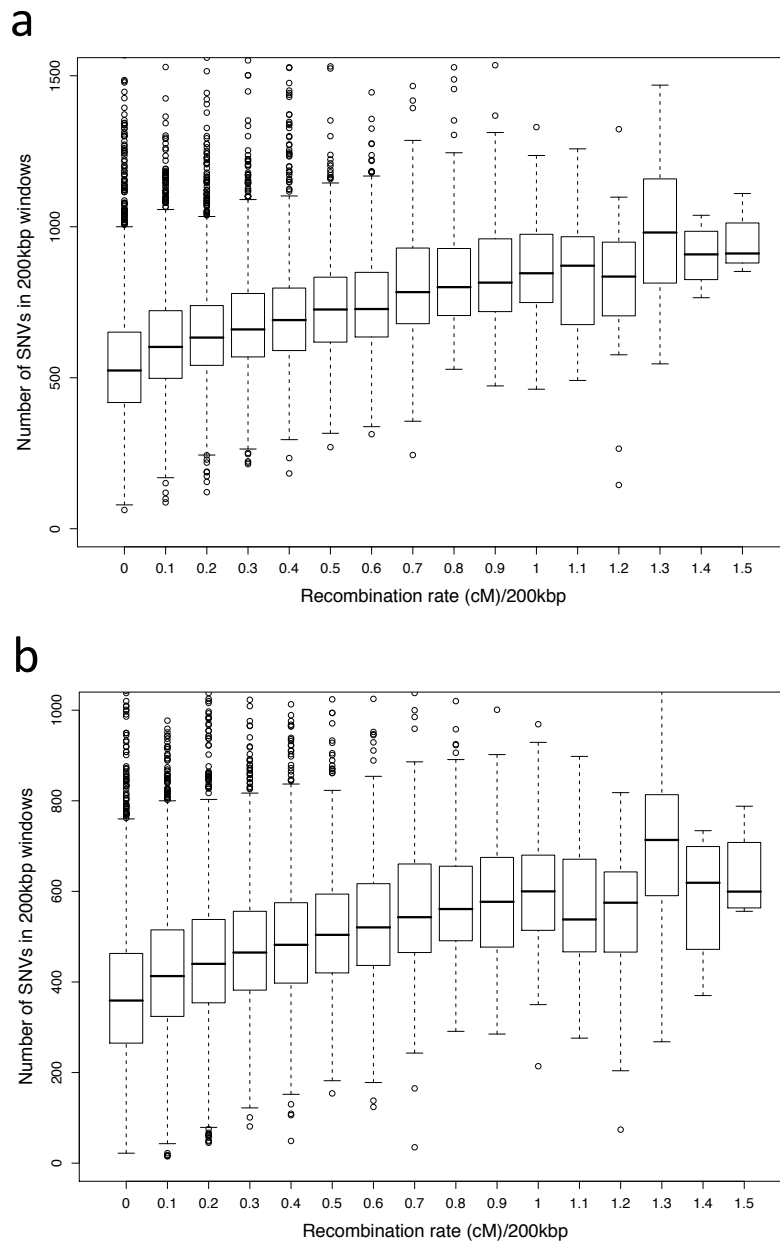 a
Number of SNVs in 200kbp windows
1500
1000
500
0
0 0.1 0.2 0.3 0.4 0.5 0.6 0.7 0.8 0.9 1 1.1 1.2 1.3 1.4 1.5
Recombination rate (cM)/200kbp
b
Number of SNVs in 200kbp windows
1000
800
600
400
200
0
0 0.1 0.2 0.3 0.4 0.5 0.6 0.7 0.8 0.9 1 1.1 1.2 1.3 1.4 1.5
Recombination rate (cM)/200kbp